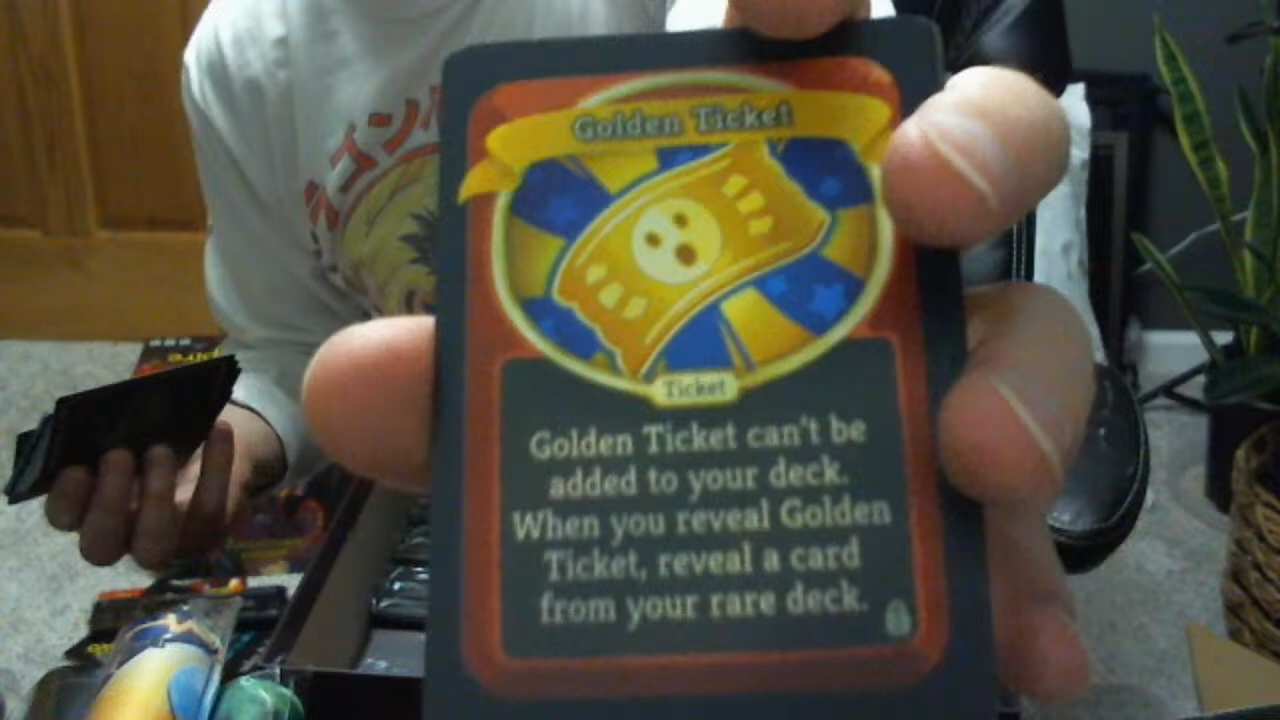 Golden Ticket
Ticket
Golden Ticket can't be
added to your deck.
When you reveal Golden
Ticket, reveal a card
from your rare deck.